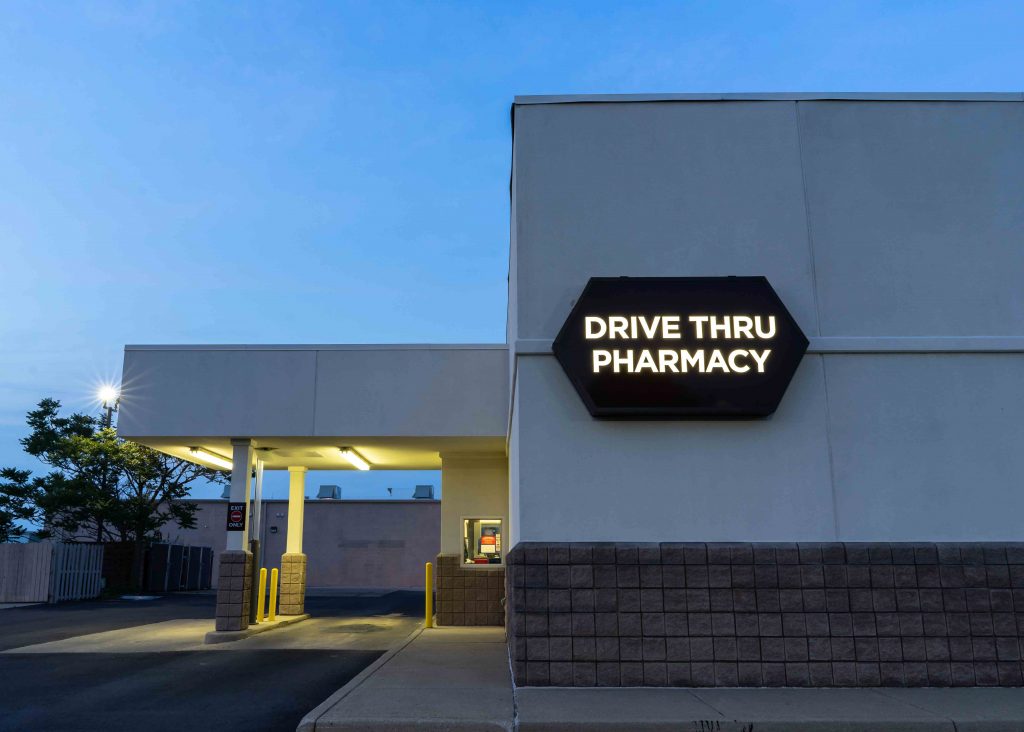 DRIVE THRU
PHARMACY
EXIT
ONLY